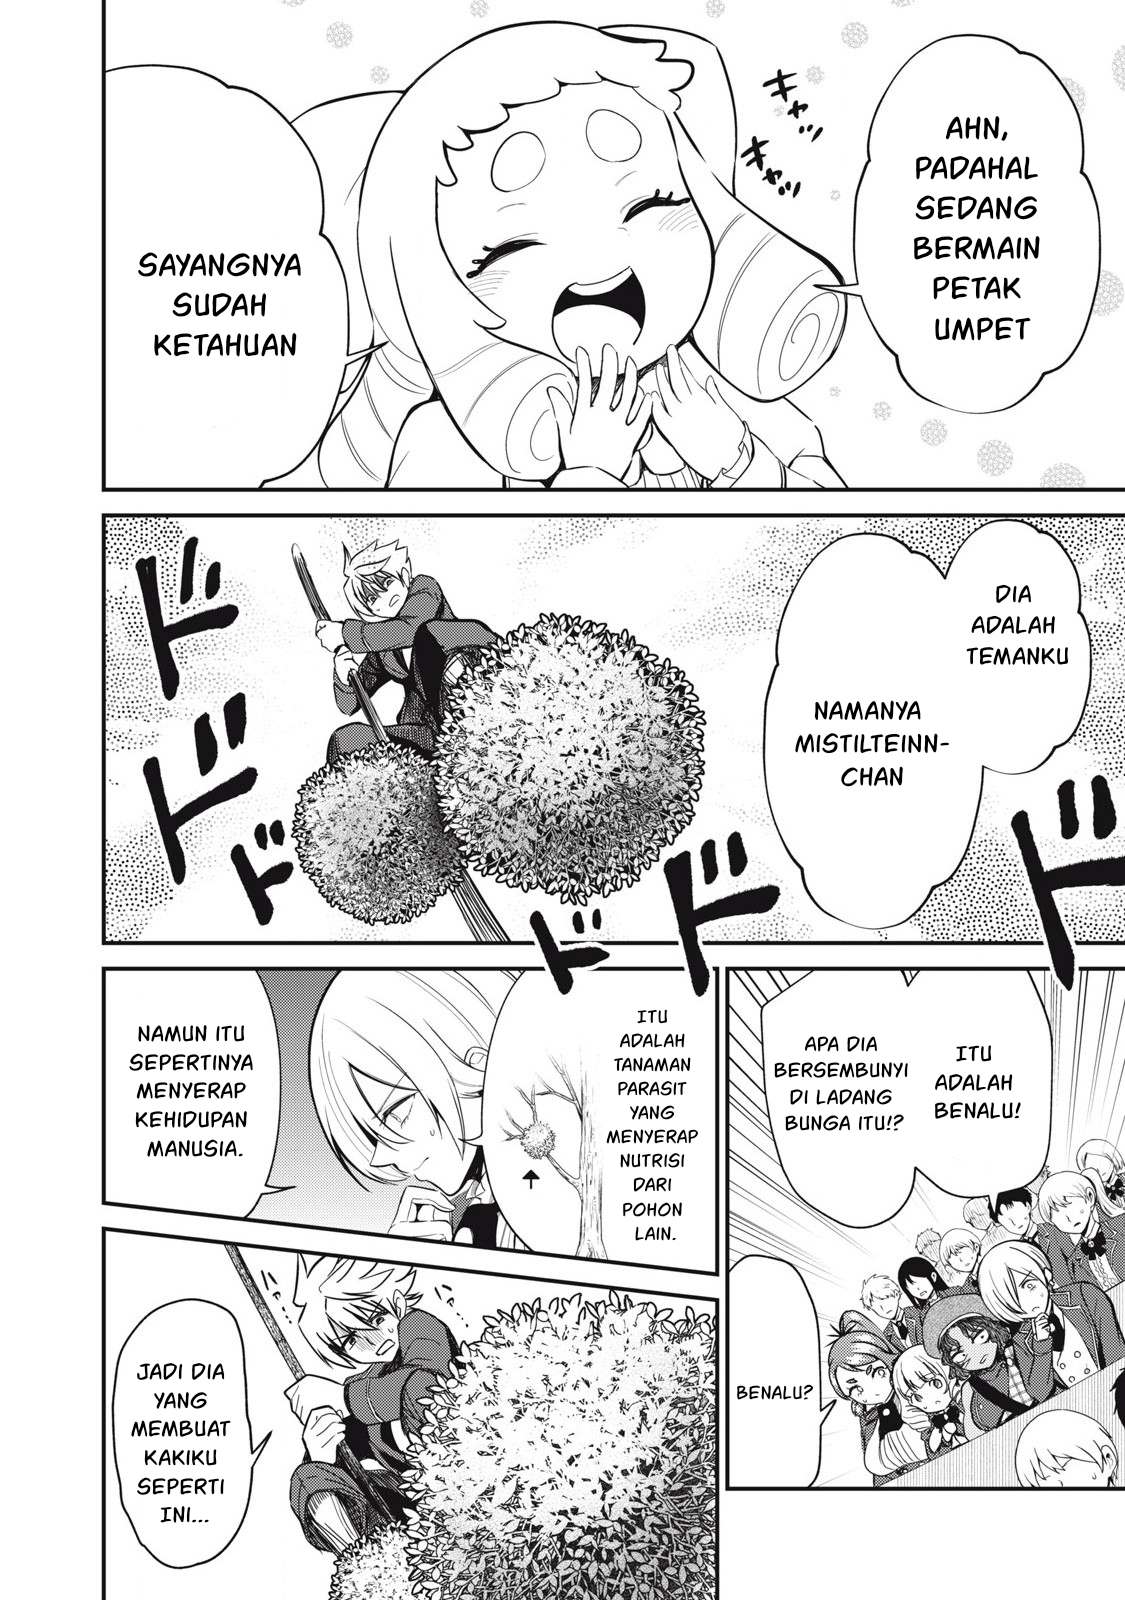 AHN,
PADAHAL
SEDANG
BERMAIN
PETAK
UMPET
キャッ
キャッ
SAYANGNYA
SUDAH
KETAHUAN
DIA
ADALAH
TEMANKU
NAMANYA
MISTILTEINN-
CHAN
ド
ド
ド
ド
ド
ド
ITU
ADALAH
BENALU!
APA DIA
BERSEMBUNYI
DI LADANG
BUNGA ITU!?
BENALU?
ITU
ADALAH
TANAMAN
PARASIT
YANG
MENYERAP
NUTRISI
DARI
POHON
LAIN.
NAMUN ITU
SEPERTINYA
MENYERAP
KEHIDUPAN
MANUSIA.
JADI DIA
YANG
MEMBUAT
KAKIKU
SEPERTI
INI...